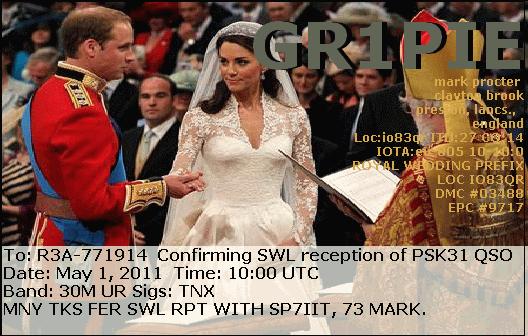 GR1PIE
mark procter
clayton brook
preston, lancs.,
england
ROYAL WEDDING PREFIX
LOC IO83QR
DMC #03488
EPC #9717
To: R3A-771914 Confirming SWL reception of PSK31 QSO
Date: May 1, 2011 Time: 10:00 UTC
Band: 30M UR Sigs: TNX
MNY TKS FER SWL RPT WITH SP7IIT, 73 MARK.